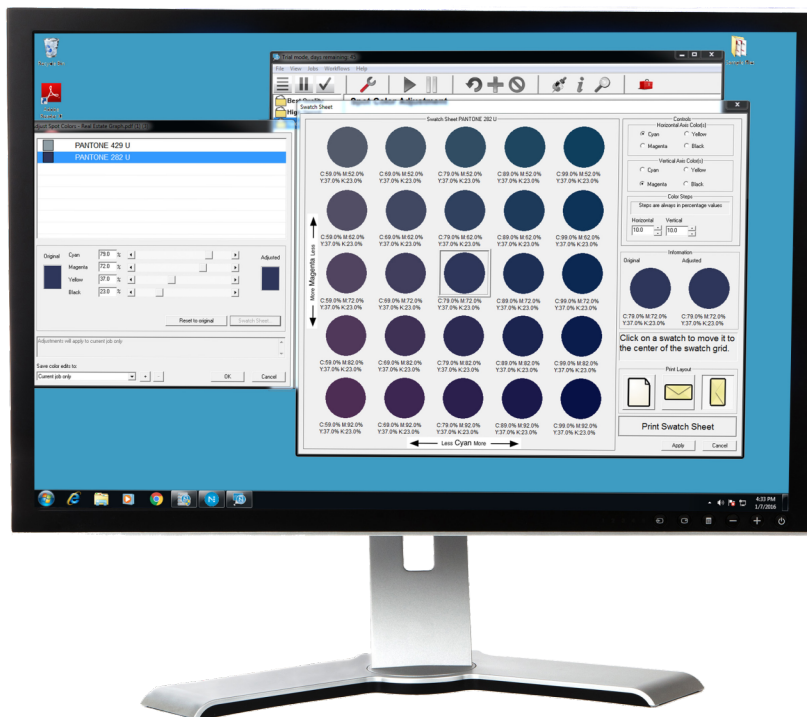 Trial mode: days remaining: 45
File View Jobs Workflows Help
Best Quality
Spot Color Adjustment
Swatch Sheet
X
Adjust Spot Colors - Real Estate Graph.pdf
PANTONE 429 U
PANTONE 282 U
Original
Adjusted
Cyan 79.0 %
Magenta 72.0 %
Yellow 37.0 %
Black 23.0 %
Revert to original
Swatch Sheet
Adjustments will apply to current job only
Save color edits to:
Current job only
+
-
OK
Cancel
Swatch Sheet PANTONE 282 U
C:59.0% M:52.0% C:69.0% M:52.0% C:79.0% M:52.0% C:89.0% M:52.0% C:99.0% M:52.0%
Y:37.0% K:23.0% Y:37.0% K:23.0% Y:37.0% K:23.0% Y:37.0% K:23.0% Y:37.0% K:23.0%
C:59.0% M:62.0% C:69.0% M:62.0% C:79.0% M:62.0% C:89.0% M:62.0% C:99.0% M:62.0%
Y:37.0% K:23.0% Y:37.0% K:23.0% Y:37.0% K:23.0% Y:37.0% K:23.0% Y:37.0% K:23.0%
C:59.0% M:72.0% C:69.0% M:72.0% C:79.0% M:72.0% C:89.0% M:72.0% C:99.0% M:72.0%
Y:37.0% K:23.0% Y:37.0% K:23.0% Y:37.0% K:23.0% Y:37.0% K:23.0% Y:37.0% K:23.0%
C:59.0% M:82.0% C:69.0% M:82.0% C:79.0% M:82.0% C:89.0% M:82.0% C:99.0% M:82.0%
Y:37.0% K:23.0% Y:37.0% K:23.0% Y:37.0% K:23.0% Y:37.0% K:23.0% Y:37.0% K:23.0%
C:59.0% M:92.0% C:69.0% M:92.0% C:79.0% M:92.0% C:89.0% M:92.0% C:99.0% M:92.0%
Y:37.0% K:23.0% Y:37.0% K:23.0% Y:37.0% K:23.0% Y:37.0% K:23.0% Y:37.0% K:23.0%
More Magenta Less
Less Cyan More
Controls
Horizontal Axis Color(s)
Cyan Yellow
Magenta Black
Vertical Axis Color(s)
Cyan Yellow
Magenta Black
Color Steps
Steps are always in percentage values
Horizontal Vertical
10.0 10.0
Information
Original Adjusted
C:79.0% M:72.0% C:79.0% M:72.0%
Y:37.0% K:23.0% Y:37.0% K:23.0%
Click on a swatch to move it to
the center of the swatch grid.
Print Layout
Print Swatch Sheet
Apply
Cancel
4:33 PM
1/7/2016